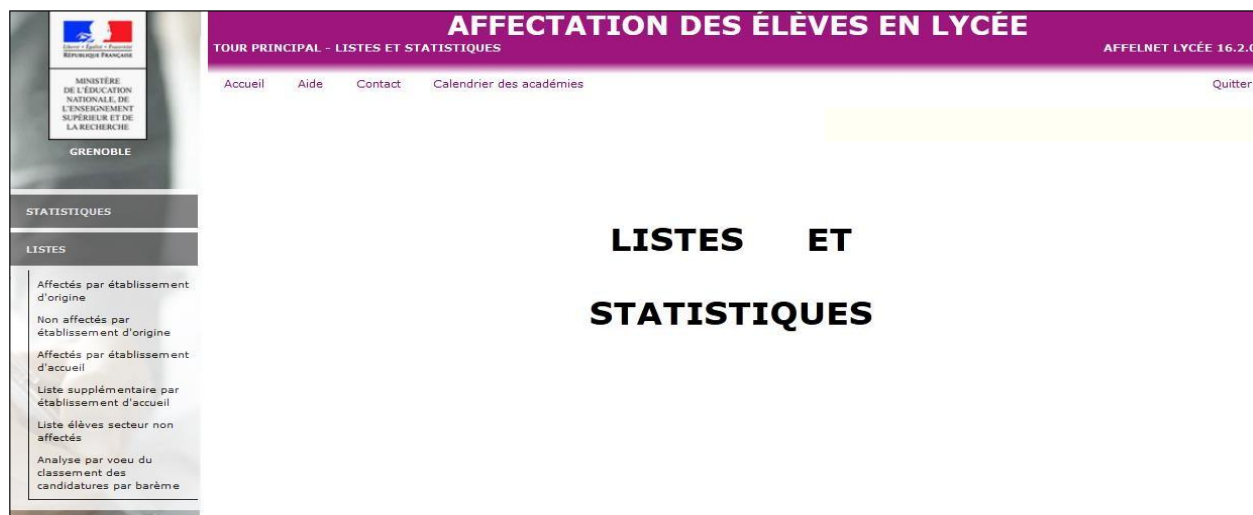 AFFECTATION DES ÉLÈVES EN LYCÉE
TOUR PRINCIPAL - LISTES ET STATISTIQUES
AFFELNET LYCÉE 16.2.0
Liberté • Égalité • Fraternité
RÉPUBLIQUE FRANÇAISE
MINISTÈRE
DE L'ÉDUCATION
NATIONALE, DE
L'ENSEIGNEMENT
SUPÉRIEUR ET DE
LA RECHERCHE
GRENOBLE
Accueil Aide Contact Calendrier des académies Quitter
STATISTIQUES
LISTES
Affectés par établissement
d'origine
Non affectés par
établissement d'origine
Affectés par établissement
d'accueil
Liste supplémentaire par
établissement d'accueil
Liste élèves secteur non
affectés
Analyse par voeu du
classement des
candidatures par barème
LISTES ET
STATISTIQUES